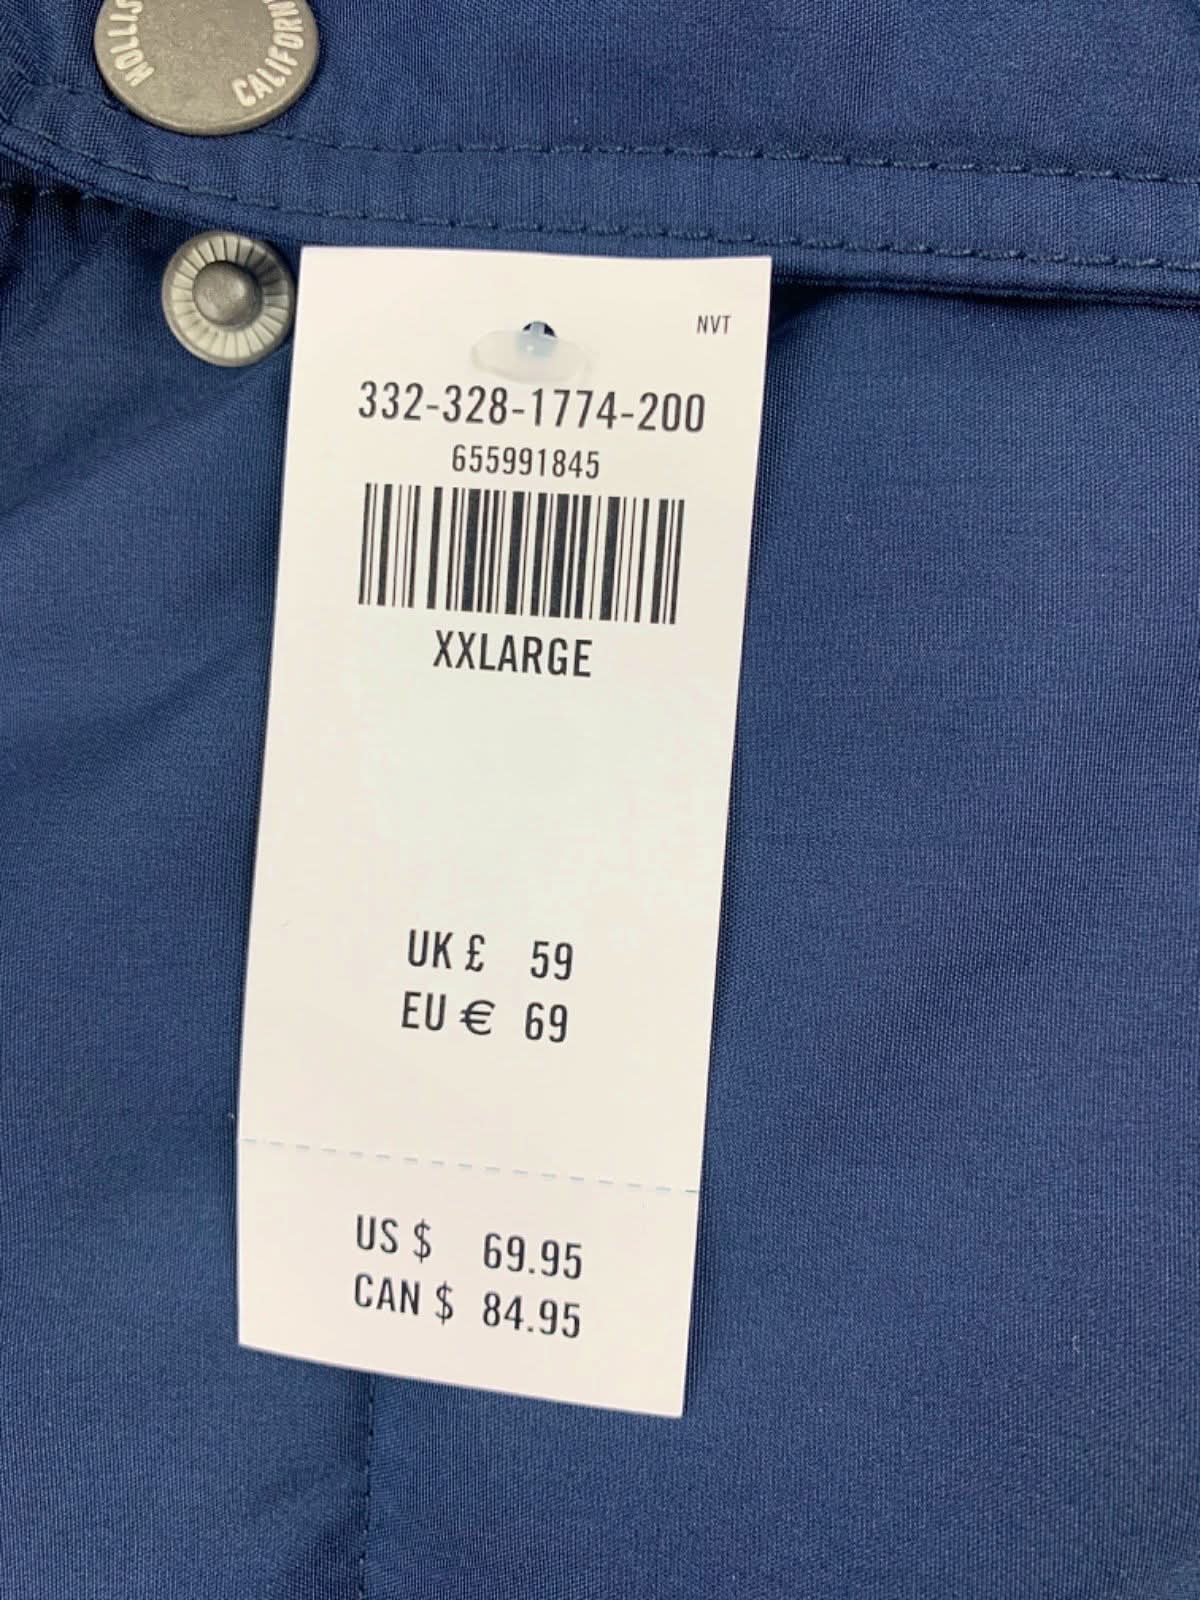 HOLLIS
CALIFORN
NVT
332-328-1774-200
655991845
XXLARGE
UK £ 59
EU € 69
US $ 69.95
CAN $ 84.95